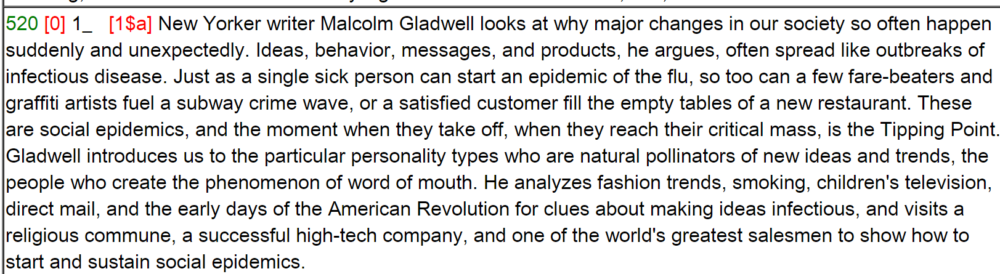 520 [0] 1_ [1$a] New Yorker writer Malcolm Gladwell looks at why major changes in our society so often happen
suddenly and unexpectedly. Ideas, behavior, messages, and products, he argues, often spread like outbreaks of
infectious disease. Just as a single sick person can start an epidemic of the flu, so too can a few fare-beaters and
graffiti artists fuel a subway crime wave, or a satisfied customer fill the empty tables of a new restaurant. These
are social epidemics, and the moment when they take off, when they reach their critical mass, is the Tipping Point.
Gladwell introduces us to the particular personality types who are natural pollinators of new ideas and trends, the
people who create the phenomenon of word of mouth. He analyzes fashion trends, smoking, children's television,
direct mail, and the early days of the American Revolution for clues about making ideas infectious, and visits a
religious commune, a successful high-tech company, and one of the world's greatest salesmen to show how to
start and sustain social epidemics.